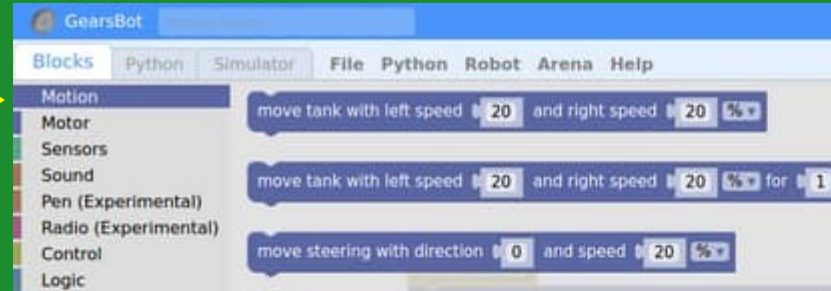 GearsBot
Blocks Python Simulator File Python Robot Arena Help
Motion
move tank with left speed 20 and right speed 20 %
Motor
Sensors
Sound
move tank with left speed 20 and right speed 20 % for 1
Pen (Experimental)
Radio (Experimental)
Control
move steering with direction 0 and speed 20 %
Logic